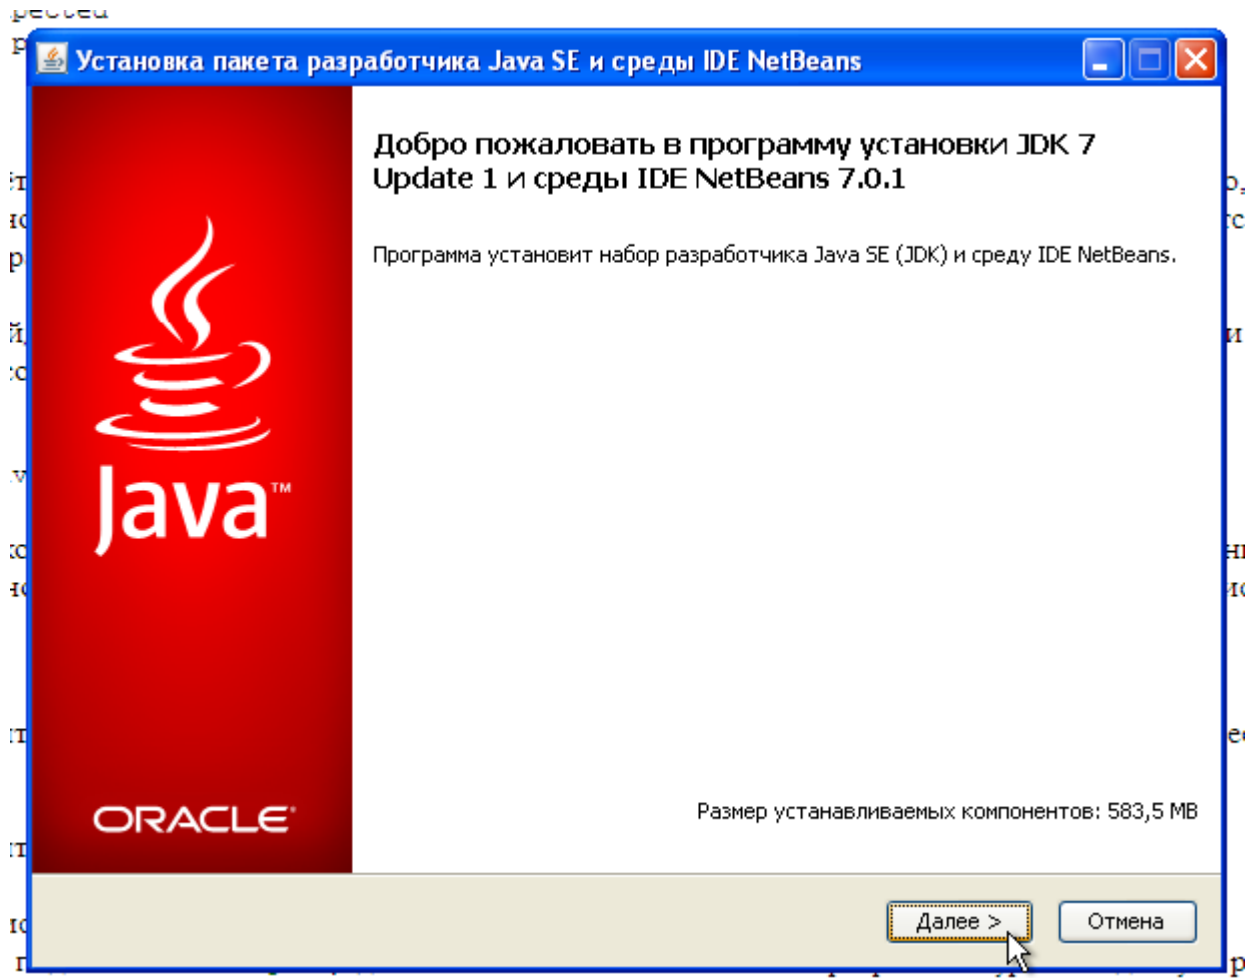 Установка пакета разработчика Java SE и среды IDE NetBeans
Добро пожаловать в программу установки JDK 7
Update 1 и среды IDE NetBeans 7.0.1
Программа установит набор разработчика Java SE (JDK) и среду IDE NetBeans.
Java™
ORACLE
Размер устанавливаемых компонентов: 583,5 MB
Далее >
Отмена